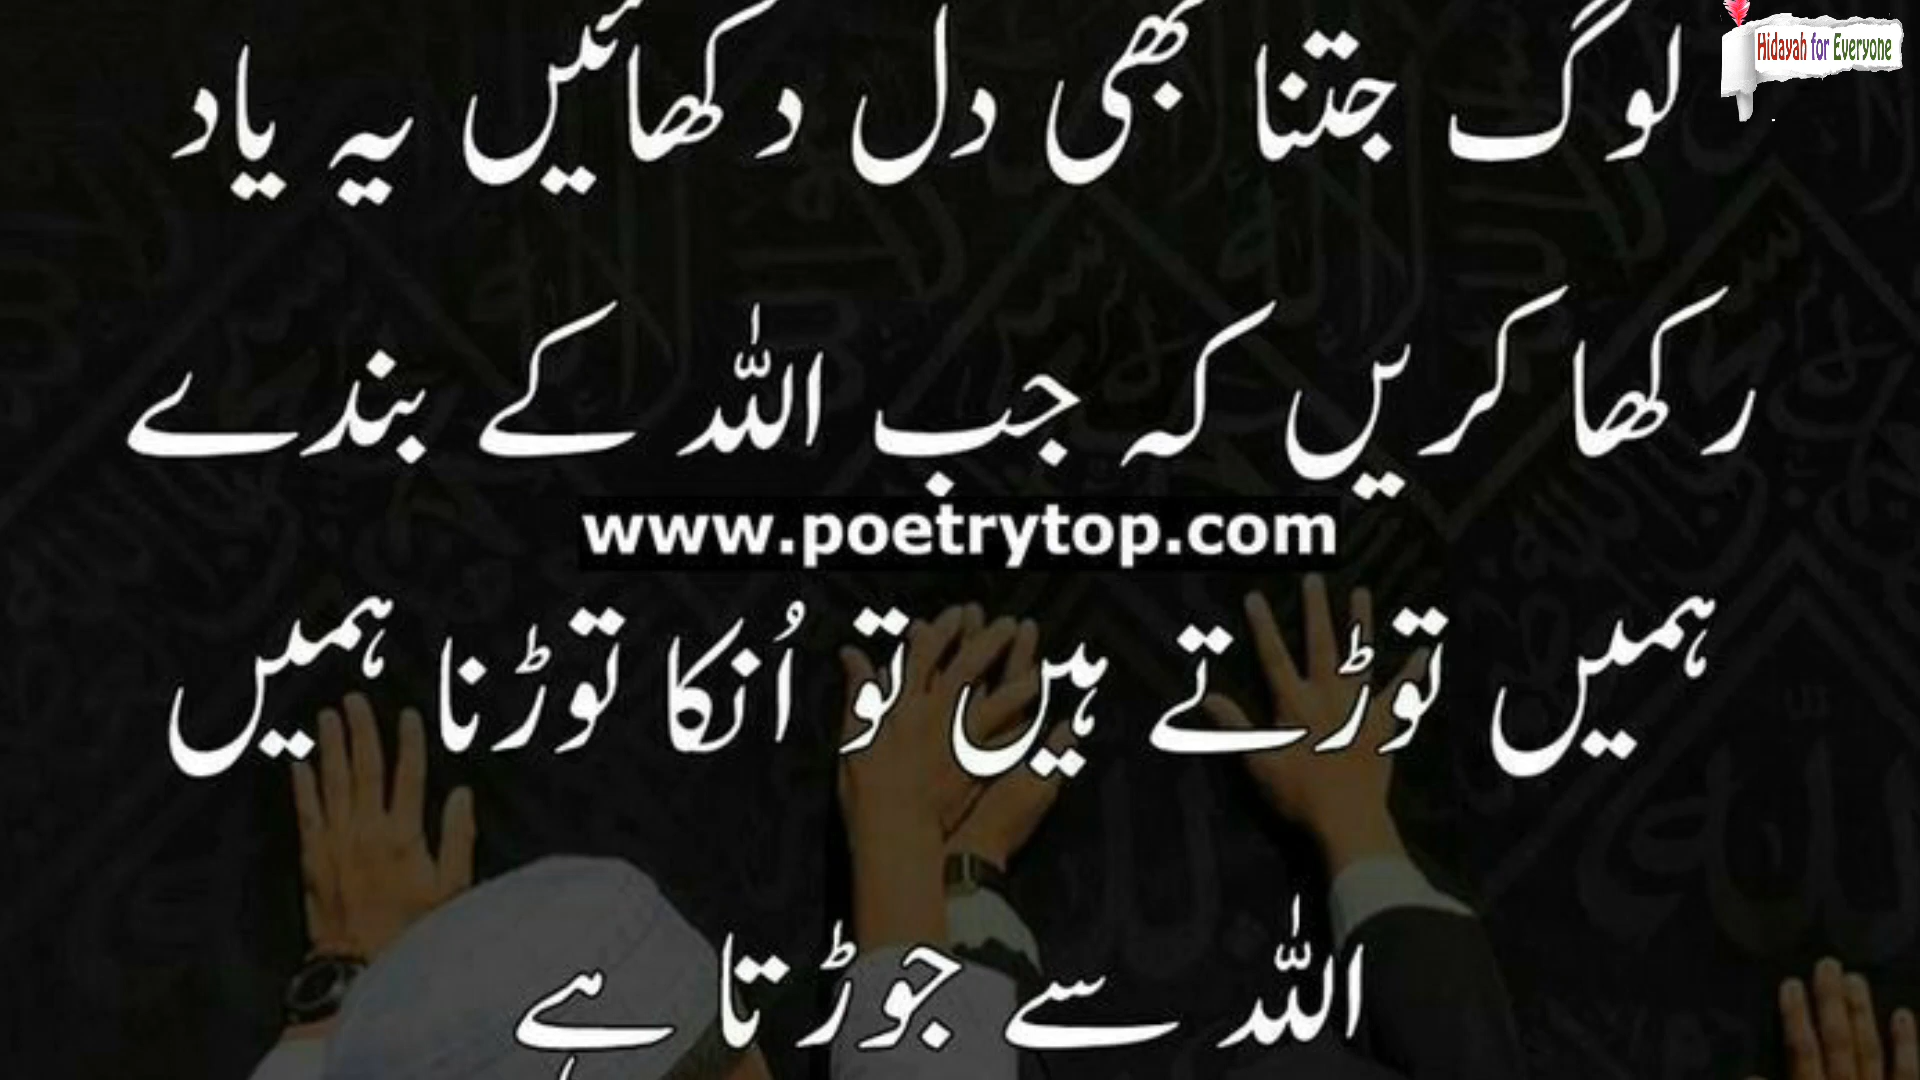 Hidayah for Everyone
لوگ جتنا بھی دل دکھائیں یہ یاد
رکھا کریں کہ جب اللہ کے بندے
www.poetrytop.com
ہمیں توڑتے ہیں تو اُنکا توڑنا ہمیں
اللہ سے جوڑتا ہے